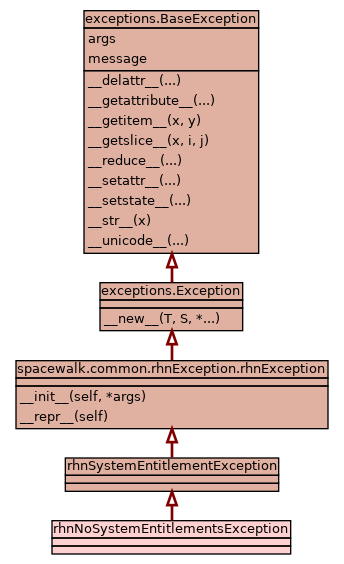 exceptions.BaseException
args
message
__delattr__(...)
__getattribute__(...)
__getitem__(x, y)
__getslice__(x, i, j)
__reduce__(...)
__setattr__(...)
__setstate__(...)
__str__(x)
__unicode__(...)
exceptions.Exception
__new__(T, S, *...)
spacewalk.common.rhnException.rhnException
__init__(self, *args)
__repr__(self)
rhnSystemEntitlementException
rhnNoSystemEntitlementsException